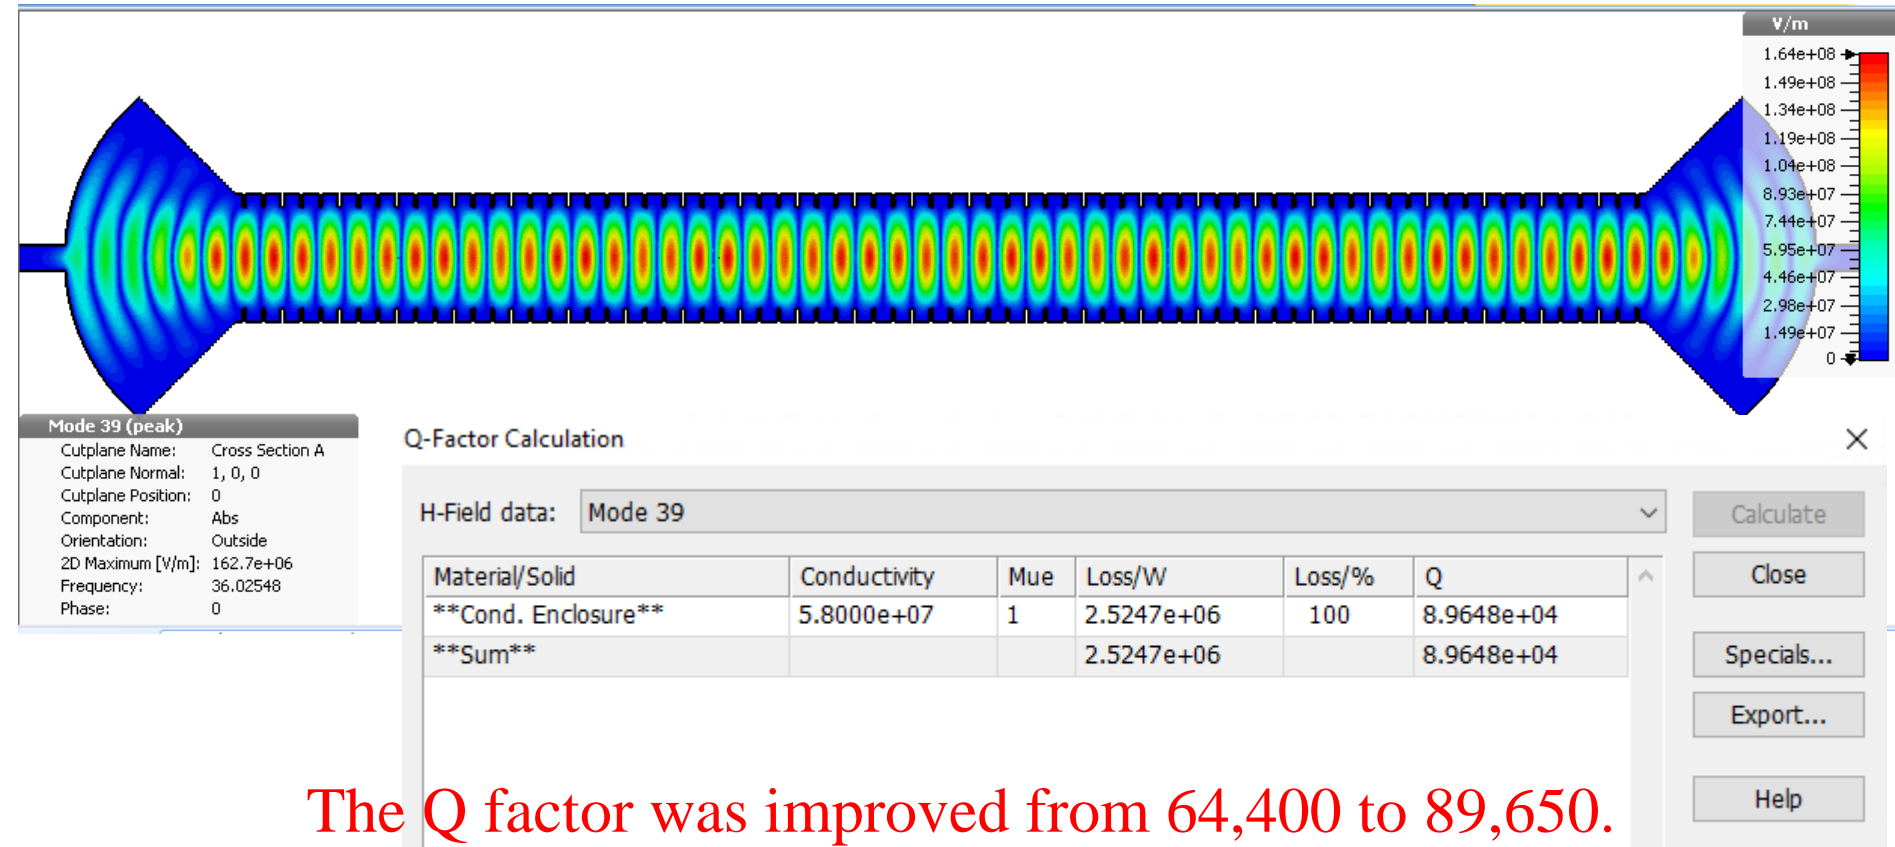 V/m
1.64e+08
1.49e+08
1.34e+08
1.19e+08
1.04e+08
8.93e+07
7.44e+07
5.95e+07
4.46e+07
2.98e+07
1.49e+07
0
Mode 39 (peak)
Cutplane Name: Cross Section A
Cutplane Normal: 1, 0, 0
Cutplane Position: 0
Component: Abs
Orientation: Outside
2D Maximum [V/m]: 162.7e+06
Frequency: 36.02548
Phase: 0
Q-Factor Calculation
H-Field data: Mode 39
Calculate
Material/Solid Conductivity Mue Loss/W Loss/% Q
Close
**Cond. Enclosure** 5.8000e+07 1 2.5247e+06 100 8.9648e+04
**Sum** 2.5247e+06 8.9648e+04
Specials...
Export...
Help
The Q factor was improved from 64,400 to 89,650.